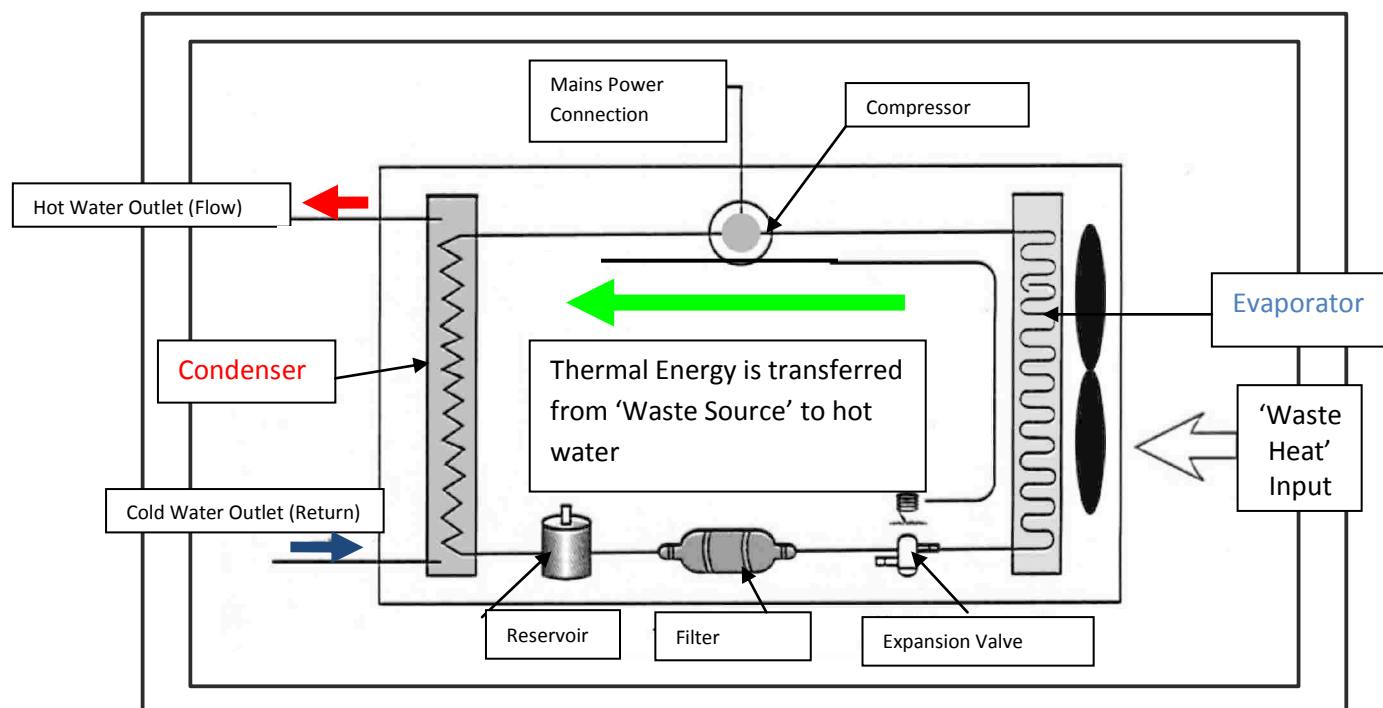 Mains Power
Connection
Compressor
Hot Water Outlet (Flow)
Evaporator
Condenser
Thermal Energy is transferred
from ‘Waste Source’ to hot
water
‘Waste
Heat’
Input
Cold Water Outlet (Return)
Reservoir
Filter
Expansion Valve